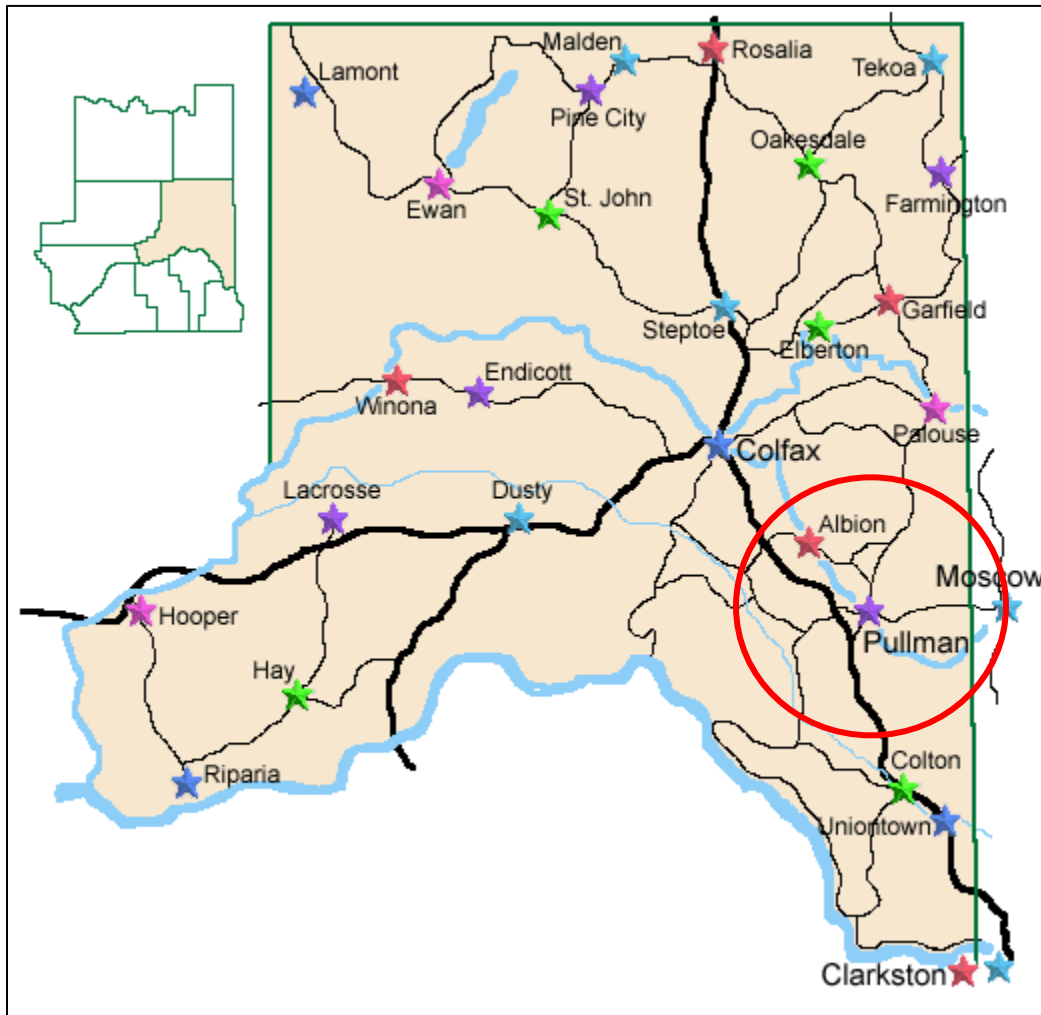 Malden
Rosalia
Lamont
Tekoa
Pine City
Oakesdale
St. John
Ewan
Farmington
Garfield
Steptoe
Elberton
Endicott
Winona
Palouse
Colfax
Lacrosse
Dusty
Albion
Moscow
Hooper
Pullman
Hay
Colton
Riparia
Uniontown
Clarkston